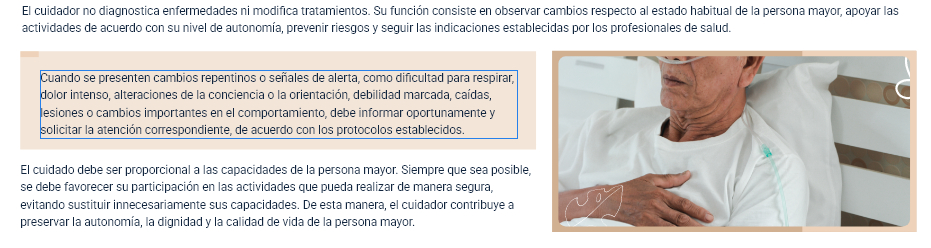 El cuidador no diagnostica enfermedades ni modifica tratamientos. Su función consiste en observar cambios respecto al estado habitual de la persona mayor, apoyar las
actividades de acuerdo con su nivel de autonomía, prevenir riesgos y seguir las indicaciones establecidas por los profesionales de salud.
Cuando se presenten cambios repentinos o señales de alerta, como dificultad para respirar,
dolor intenso, alteraciones de la conciencia o la orientación, debilidad marcada, caídas,
lesiones o cambios importantes en el comportamiento, debe informar oportunamente y
solicitar la atención correspondiente, de acuerdo con los protocolos establecidos.
El cuidado debe ser proporcional a las capacidades de la persona mayor. Siempre que sea posible,
se debe favorecer su participación en las actividades que pueda realizar de manera segura,
evitando sustituir innecesariamente sus capacidades. De esta manera, el cuidador contribuye a
preservar la autonomía, la dignidad y la calidad de vida de la persona mayor.